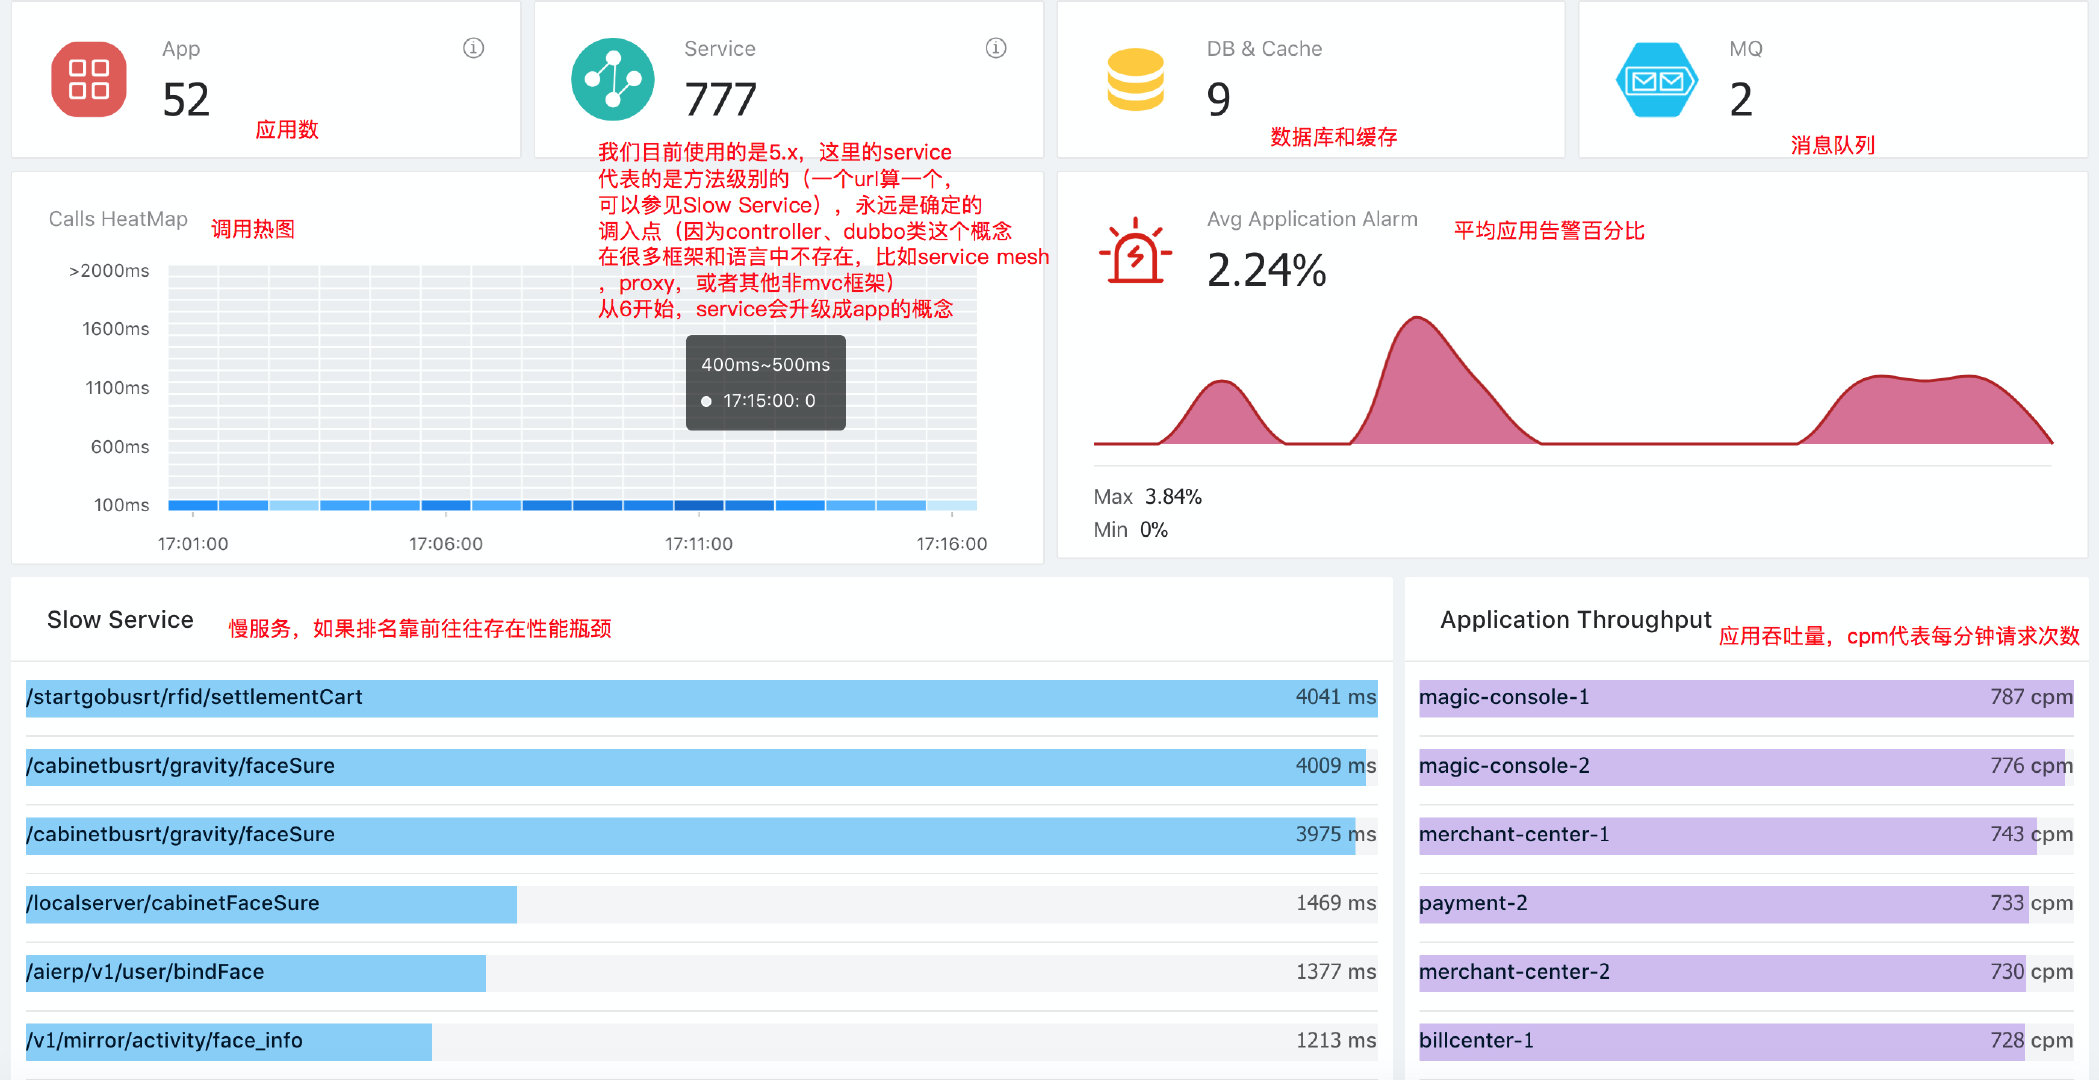 App
52
应用数
Service
777
我们目前使用的是5.x，这里的service
代表的是方法级别的（一个url算一个，
可以参见Slow Service），永远是确定的
调入点（因为controller、dubbo类这个概念
在很多框架和语言中不存在，比如service mesh
，proxy，或者其他非mvc框架）
从6开始，service会升级成app的概念
DB & Cache
9
数据库和缓存
MQ
2
消息队列
Calls HeatMap
调用热图
>2000ms
1600ms
1100ms
600ms
100ms
400ms~500ms
17:15:00: 0
17:01:00
17:06:00
17:11:00
17:16:00
Avg Application Alarm
平均应用告警百分比
2.24%
Max 3.84%
Min 0%
Slow Service
慢服务，如果排名靠前往往存在性能瓶颈
/startgobusrt/rfid/settlementCart 4041 ms
/cabinetbusrt/gravity/faceSure 4009 ms
/cabinetbusrt/gravity/faceSure 3975 ms
/localserver/cabinetFaceSure 1469 ms
/aierp/v1/user/bindFace 1377 ms
/v1/mirror/activity/face_info 1213 ms
Application Throughput
应用吞吐量，cpm代表每分钟请求次数
magic-console-1 787 cpm
magic-console-2 776 cpm
merchant-center-1 743 cpm
payment-2 733 cpm
merchant-center-2 730 cpm
billcenter-1 728 cpm